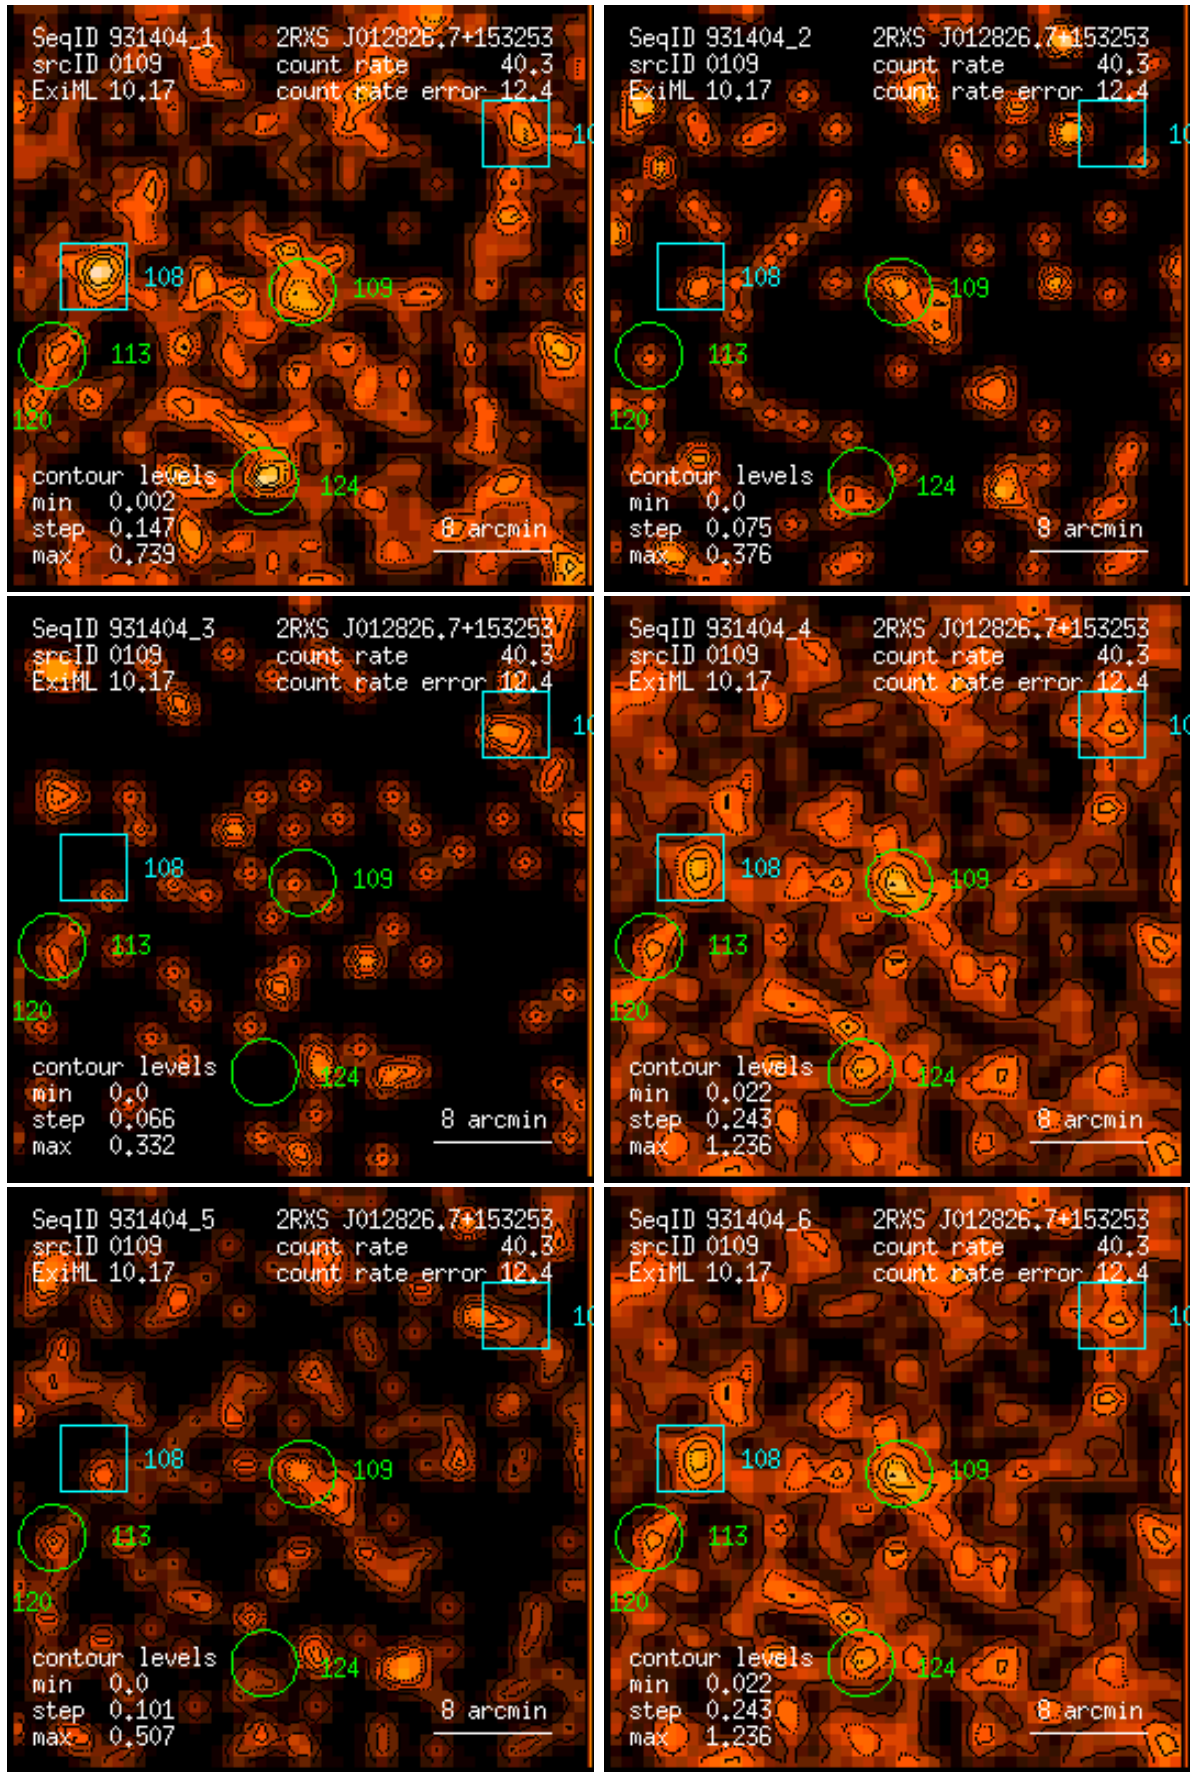 SeqID 931404_1 2RXS J012826.7+153253
srcID 0109 count rate 40.3
ExiML 10.17 count rate error 12.4
10
108
109
113
120
contour levels
124
min 0.002
step 0.147 8 arcmin
max 0.739
SeqID 931404_2 2RXS J012826.7+153253
srcID 0109 count rate 40.3
ExiML 10.17 count rate error 12.4
10
108
109
113
120
contour levels
124
min 0.0
step 0.075 8 arcmin
max 0.376
SeqID 931404_3 2RXS J012826.7+153253
srcID 0109 count rate 40.3
ExiML 10.17 count rate error 12.4
10
108
109
113
120
contour levels
124
min 0.0
step 0.066 8 arcmin
max 0.332
SeqID 931404_4 2RXS J012826.7+153253
srcID 0109 count rate 40.3
ExiML 10.17 count rate error 12.4
10
108
109
113
120
contour levels
124
min 0.022
step 0.243 8 arcmin
max 1.236
SeqID 931404_5 2RXS J012826.7+153253
srcID 0109 count rate 40.3
ExiML 10.17 count rate error 12.4
108
109
113
120
contour levels
124
min 0.0
step 0.101 8 arcmin
max 0.507
SeqID 931404_6 2RXS J012826.7+153253
srcID 0109 count rate 40.3
ExiML 10.17 count rate error 12.4
10
108
109
113
120
contour levels
124
min 0.022
step 0.243 8 arcmin
max 1.236